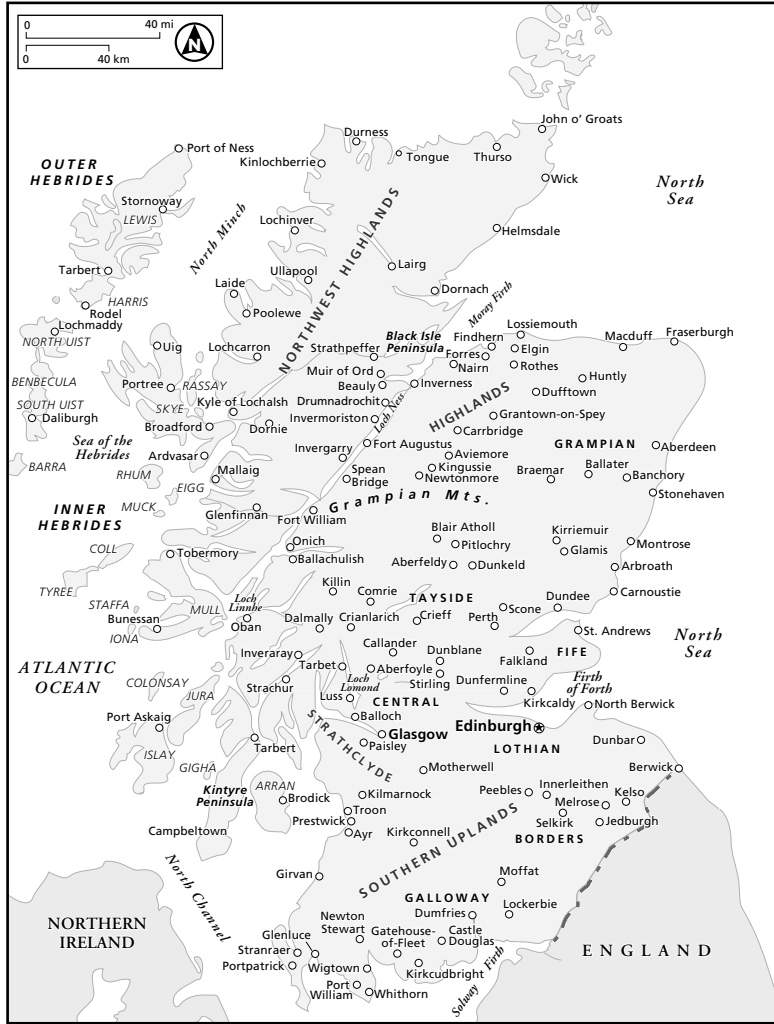 0 40 mi
0 40 km
N
John o’ Groats
Durness
Port of Ness
Kinlochberrie
Tongue
Thurso
OUTER
HEBRIDES
Wick
North
Sea
Stornoway
LEWIS
North Minch
Lochinver
NORTHWEST HIGHLANDS
Helmsdale
Tarbert
Ullapool
Lairg
Laide
Dornach
HARRIS
Rodel
Poolewe
Moray Firth
Lochmaddy
NORTH UIST
Black Isle
Peninsula
Lossiemouth
Findhern
Macduff
Fraserburgh
Uig
Lochcarron
Strathpeffer
Forres
Elgin
Nairn
Rothes
Muir of Ord
BENBECULA
Portree
RASSAY
Beauly
Inverness
Huntly
Dufftown
SOUTH UIST
SKYE
Kyle of Lochalsh
Drumnadrochit
Loch Ness
HIGHLANDS
Daliburgh
Invermoriston
Grantown-on-Spey
Broadford
Dornie
Carrbridge
Sea of the
Hebrides
Fort Augustus
GRAMPIAN
Aberdeen
Ardvasar
Invergarry
Aviemore
BARRA
RHUM
Mallaig
Spean
Bridge
Kingussie
Newtonmore
Braemar
Ballater
Banchory
EIGG
Grampian Mts.
Stonehaven
MUCK
INNER
HEBRIDES
Glenfinnan
Fort William
Blair Atholl
Kirriemuir
Onich
Pitlochry
Glamis
Montrose
COLL
Tobermory
Ballachulish
Aberfeldy
Dunkeld
Arbroath
TYREE
Killin
Carnoustie
STAFFA
MULL
Loch
Linnhe
Comrie
TAYSIDE
Dundee
Bunessan
Scone
IONA
Oban
Dalmally
Crianlarich
Crieff
Perth
St. Andrews
North
Sea
Inveraray
Callander
Dunblane
FIFE
Falkland
ATLANTIC
OCEAN
Tarbet
Aberfoyle
Stirling
Dunfermline
Firth
of Forth
COLONSAY
JURA
Strachur
Loch
Lomond
Luss
CENTRAL
Kirkcaldy
North Berwick
Port Askaig
Balloch
STRATHCLYDE
Glasgow
Edinburgh
Tarbert
Paisley
LOTHIAN
Dunbar
ISLAY
GIGHA
Motherwell
Berwick
Kintyre
Peninsula
ARRAN
Brodick
Kilmarnock
Peebles
Innerleithen
Kelso
Melrose
Troon
Prestwick
Selkirk
Jedburgh
Campbeltown
Ayr
Kirkconnell
SOUTHERN UPLANDS
BORDERS
North Channel
Girvan
Moffat
GALLOWAY
Lockerbie
NORTHERN
IRELAND
Newton
Stewart
Dumfries
Glenluce
Gatehouse-
of-Fleet
Castle
Douglas
ENGLAND
Stranraer
Portpatrick
Wigtown
Kirkcudbright
Solway Firth
Port
William
Whithorn